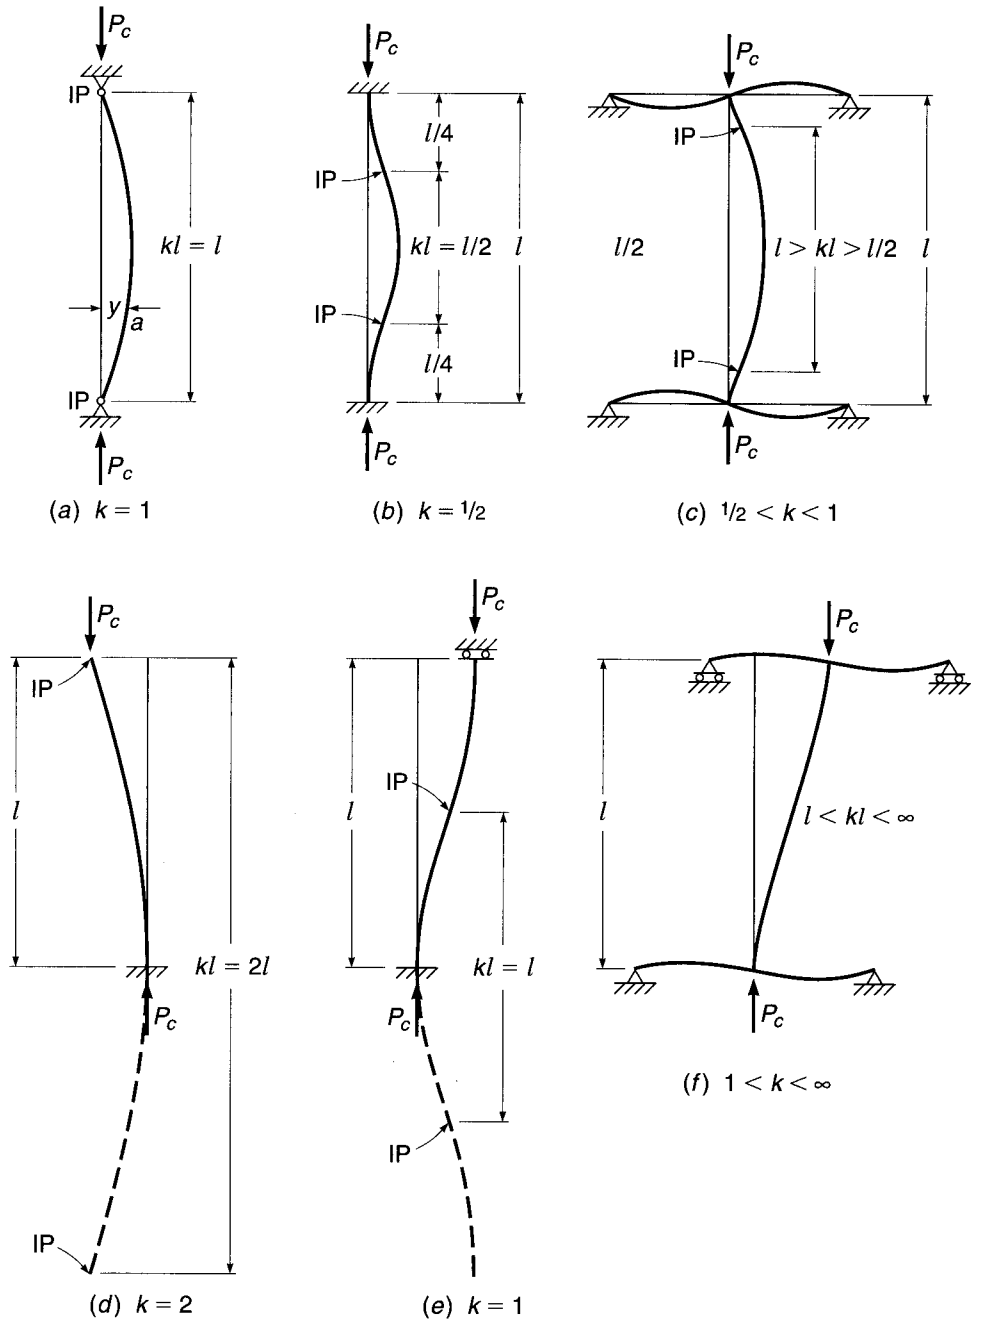 P_c
IP
kl = l
y
a
IP
P_c
(a) k = 1
P_c
l/4
IP
kl = l/2
l
IP
l/4
P_c
(b) k = 1/2
P_c
IP
l/2
l > kl > l/2
l
IP
P_c
(c) 1/2 < k < 1
P_c
IP
l
kl = 2l
P_c
IP
(d) k = 2
P_c
IP
l
kl = l
P_c
IP
(e) k = 1
P_c
l
l < kl < ∞
P_c
(f) 1 < k < ∞